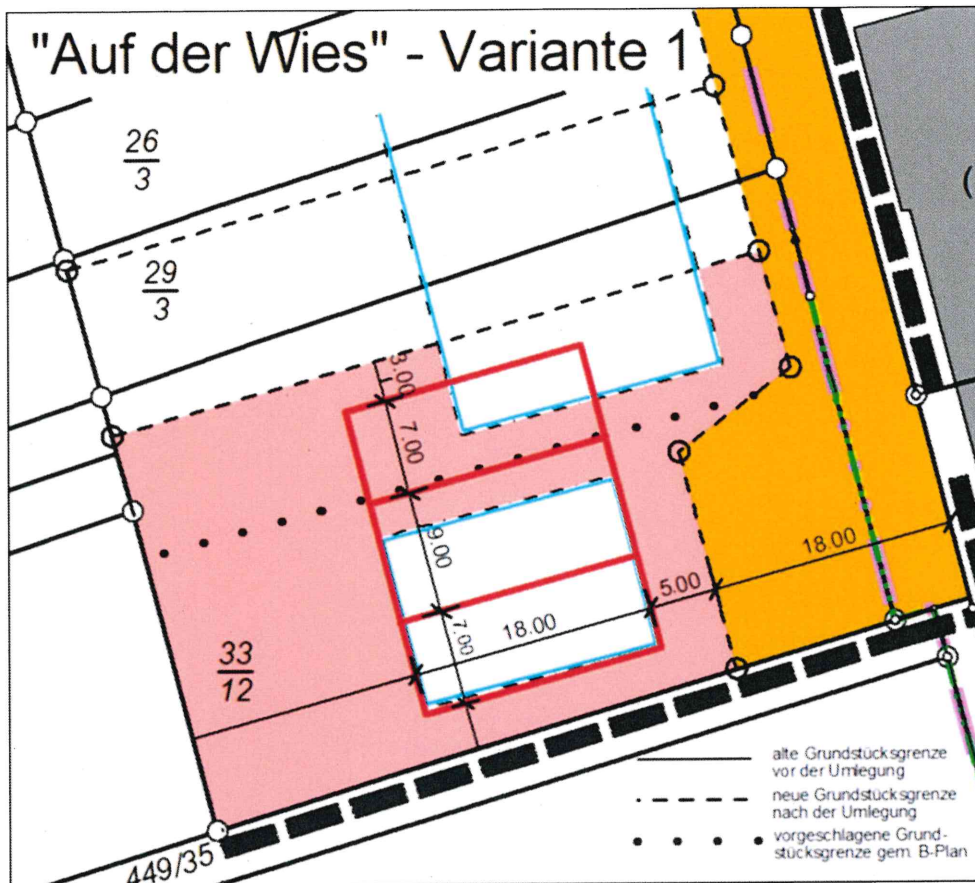 "Auf der Wies" - Variante 1
26
3
(
29
3
3.00
7.00
9.00
18.00
5.00
18.00
7.00
33
12
alte Grundstücksgrenze
vor der Umlegung
neue Grundstücksgrenze
nach der Umlegung
vorgeschlagene Grund-
stücksgrenze gem. B-Plan
449/35